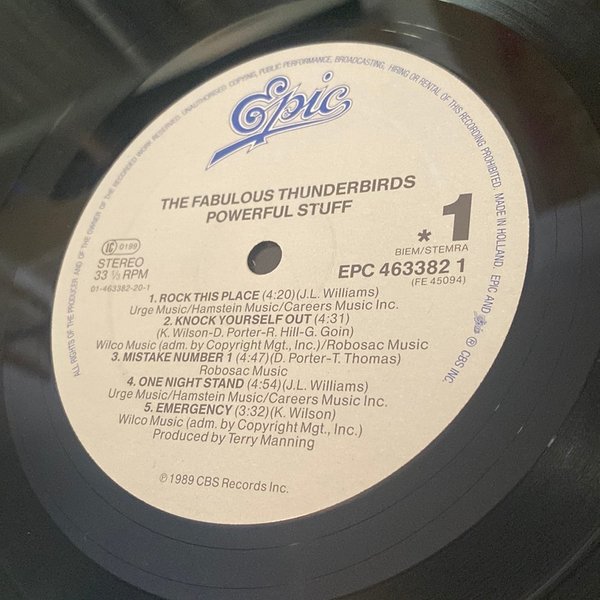 ALL RIGHTS OF THE PRODUCER AND OF THE OWNER OF THE RECORDED WORK RESERVED. UNAUTHORISED COPYING, PUBLIC PERFORMANCE, BROADCASTING, HIRING OR RENTAL OF THIS RECORDING PROHIBITED. MADE IN HOLLAND. EPIC AND Epic ® CBS INC.
Epic
THE FABULOUS THUNDERBIRDS
POWERFUL STUFF
IC 0199
STEREO
33 ⅓ RPM
01-463382-20-1
* 1
BIEM/STEMRA
EPC 463382 1
(FE 45094)
1. ROCK THIS PLACE (4:20)(J.L. Williams)
Urge Music/Hamstein Music/Careers Music Inc.
2. KNOCK YOURSELF OUT (4:31)
(K. Wilson-D. Porter-R. Hill-G. Goin)
Wilco Music (adm. by Copyright Mgt., Inc.)/Robosac Music
3. MISTAKE NUMBER 1 (4:47)(D. Porter-T. Thomas)
Robosac Music
4. ONE NIGHT STAND (4:54)(J.L. Williams)
Urge Music/Hamstein Music/Careers Music Inc.
5. EMERGENCY (3:32)(K. Wilson)
Wilco Music (adm. by Copyright Mgt., Inc.)
Produced by Terry Manning
℗ 1989 CBS Records Inc.